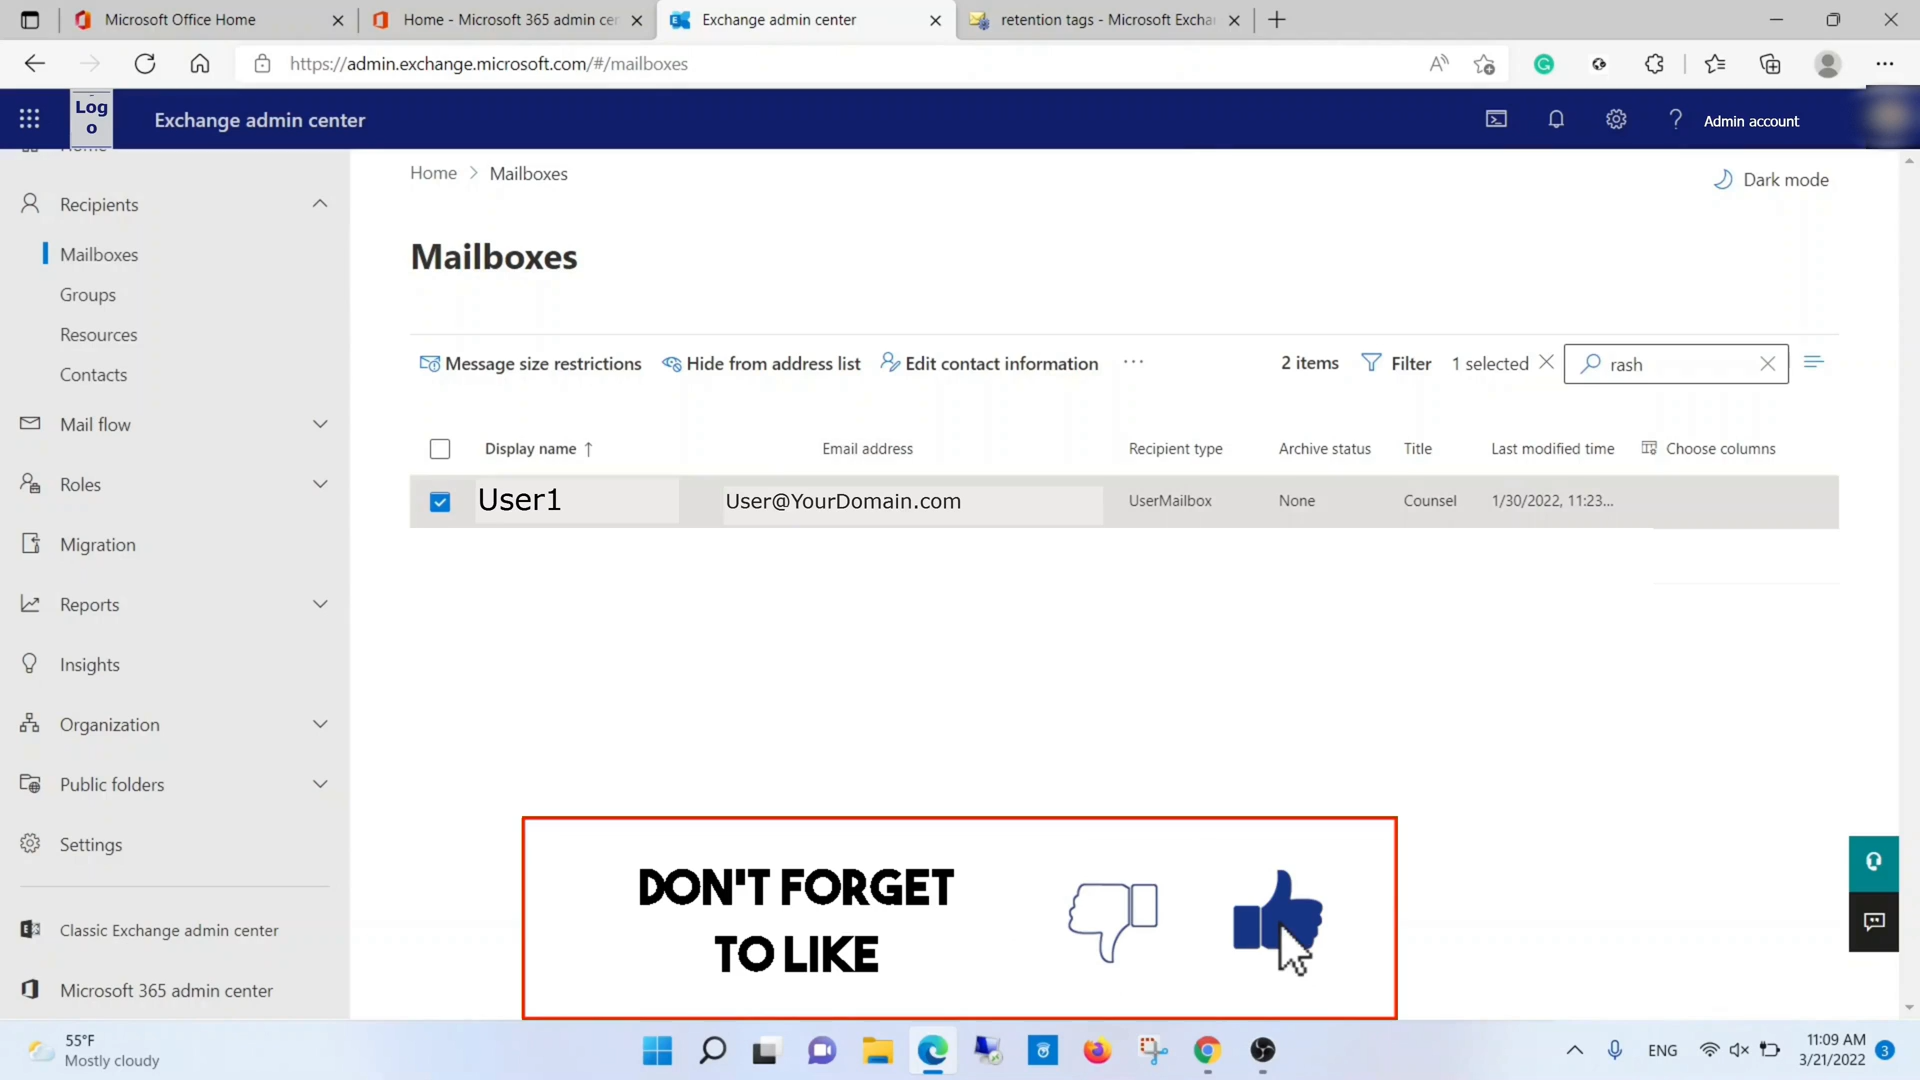 Microsoft Office Home
Home - Microsoft 365 admin cer
Exchange admin center
retention tags - Microsoft Excha
https://admin.exchange.microsoft.com/#/mailboxes
Log
o
Exchange admin center
Admin account
Home
Recipients
Mailboxes
Groups
Resources
Contacts
Mail flow
Roles
Migration
Reports
Insights
Organization
Public folders
Settings
Classic Exchange admin center
Microsoft 365 admin center
Home > Mailboxes
Dark mode
Mailboxes
Message size restrictions Hide from address list Edit contact information ··· 2 items Filter 1 selected rash
Display name ↑ Email address Recipient type Archive status Title Last modified time Choose columns
User1 User@YourDomain.com UserMailbox None Counsel 1/30/2022, 11:23...
DON'T FORGET
TO LIKE
55°F
Mostly cloudy
ENG
11:09 AM
3/21/2022
3